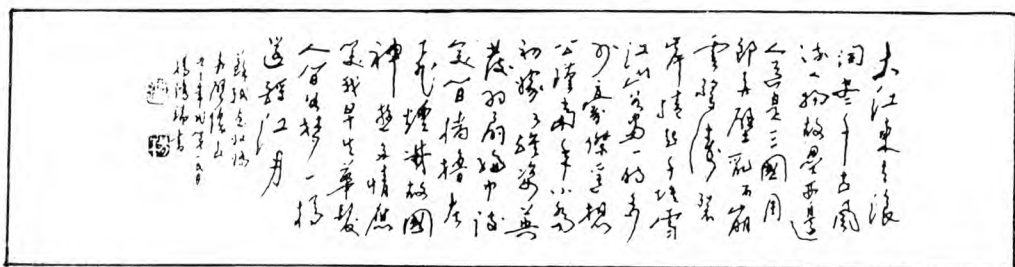 大江東去浪
淘盡千古風
流人物故壘西邊
人道是三國周
郎赤壁亂石崩
雲驚濤裂
岸捲起千堆雪
江山如畫一時多
少豪傑遙想
公瑾當年小喬
初嫁了雄姿英
發羽扇綸巾談
笑間檣櫓灰
飛煙滅故國
神遊多情應
笑我早生華髮
人間如夢一樽
還酹江月
蘇軾念奴嬌